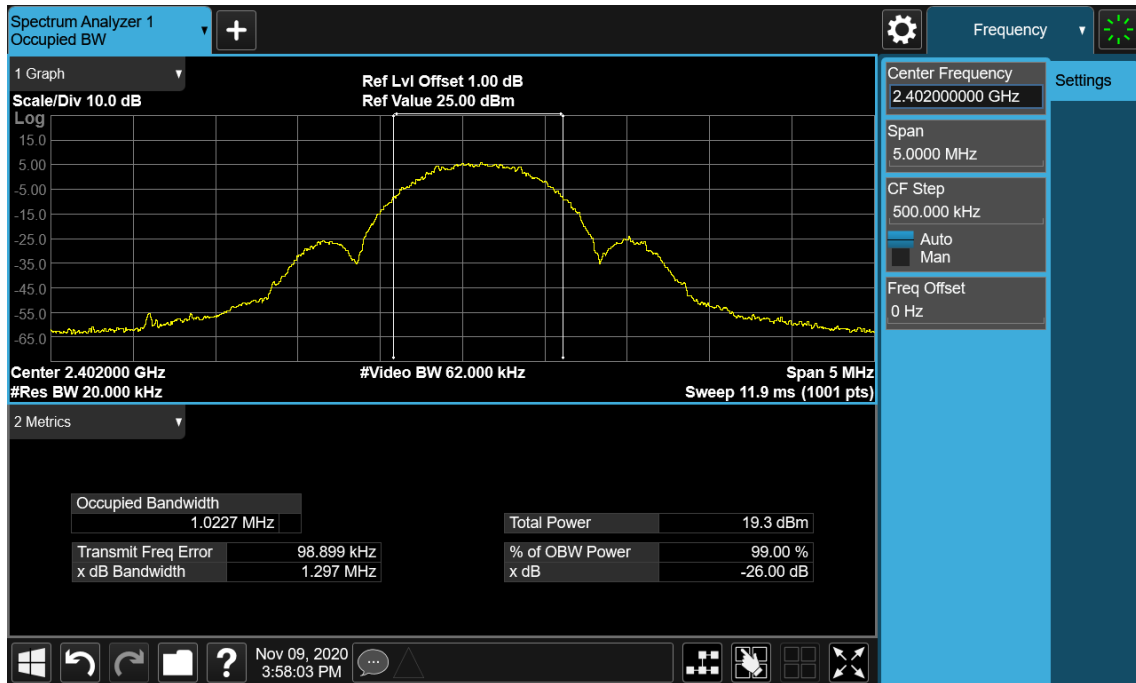 Spectrum Analyzer 1
Occupied BW
+
Frequency
1 Graph
Ref Lvl Offset 1.00 dB
Scale/Div 10.0 dB
Ref Value 25.00 dBm
Log
15.0
5.00
-5.00
-15.0
-25.0
-35.0
-45.0
-55.0
-65.0
Center 2.402000 GHz
#Video BW 62.000 kHz
Span 5 MHz
#Res BW 20.000 kHz
Sweep 11.9 ms (1001 pts)
2 Metrics
Occupied Bandwidth
1.0227 MHz
Total Power 19.3 dBm
Transmit Freq Error 98.899 kHz
% of OBW Power 99.00 %
x dB Bandwidth 1.297 MHz
x dB -26.00 dB
Center Frequency
2.402000000 GHz
Settings
Span
5.0000 MHz
CF Step
500.000 kHz
Auto
Man
Freq Offset
0 Hz
?
Nov 09, 2020
3:58:03 PM